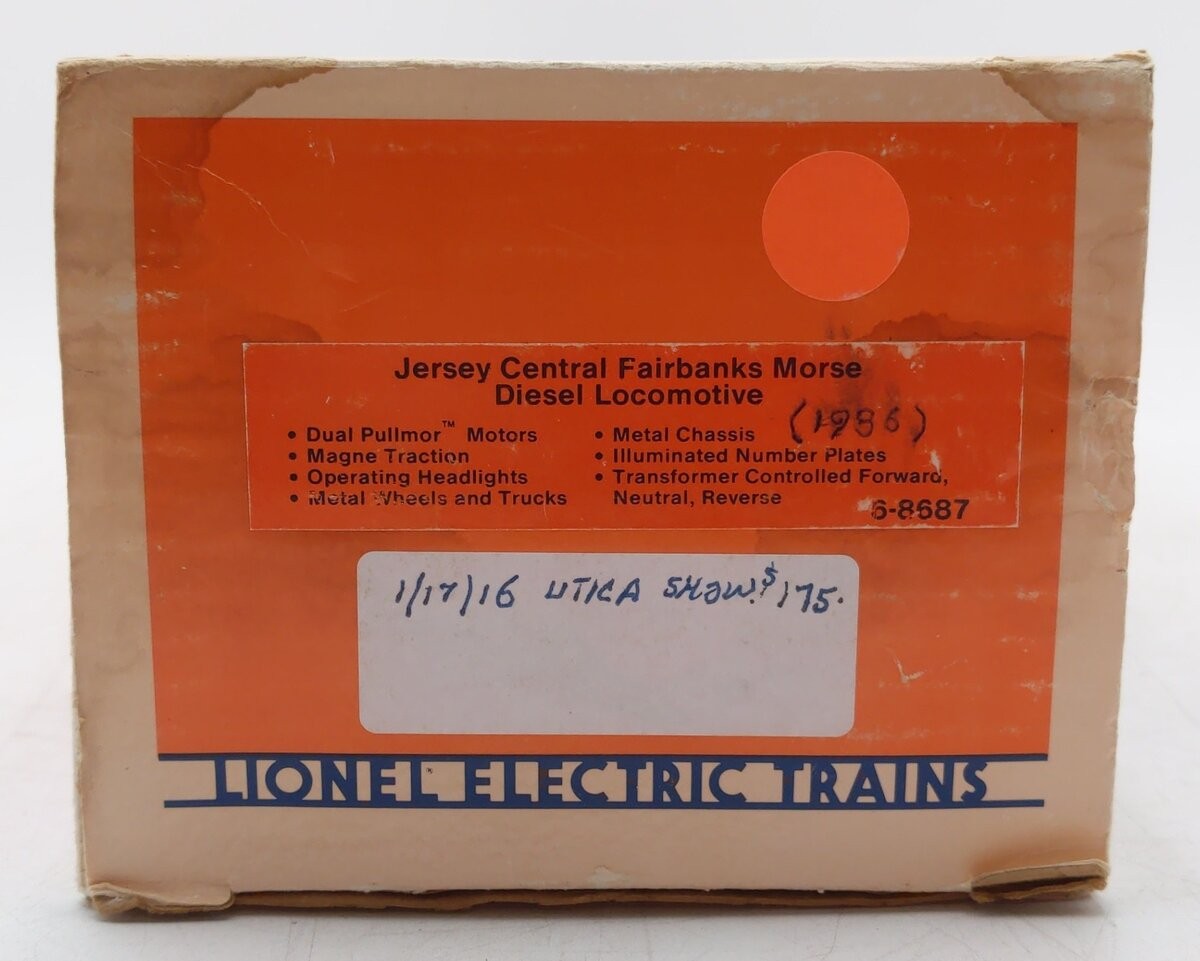 Jersey Central Fairbanks Morse
Diesel Locomotive
(1986)
• Dual Pullmor™ Motors
• Magne Traction
• Operating Headlights
• Metal Wheels and Trucks
• Metal Chassis
• Illuminated Number Plates
• Transformer Controlled Forward,
Neutral, Reverse
6-8687
1/17/16 UTICA SHOW. $175.
LIONEL ELECTRIC TRAINS